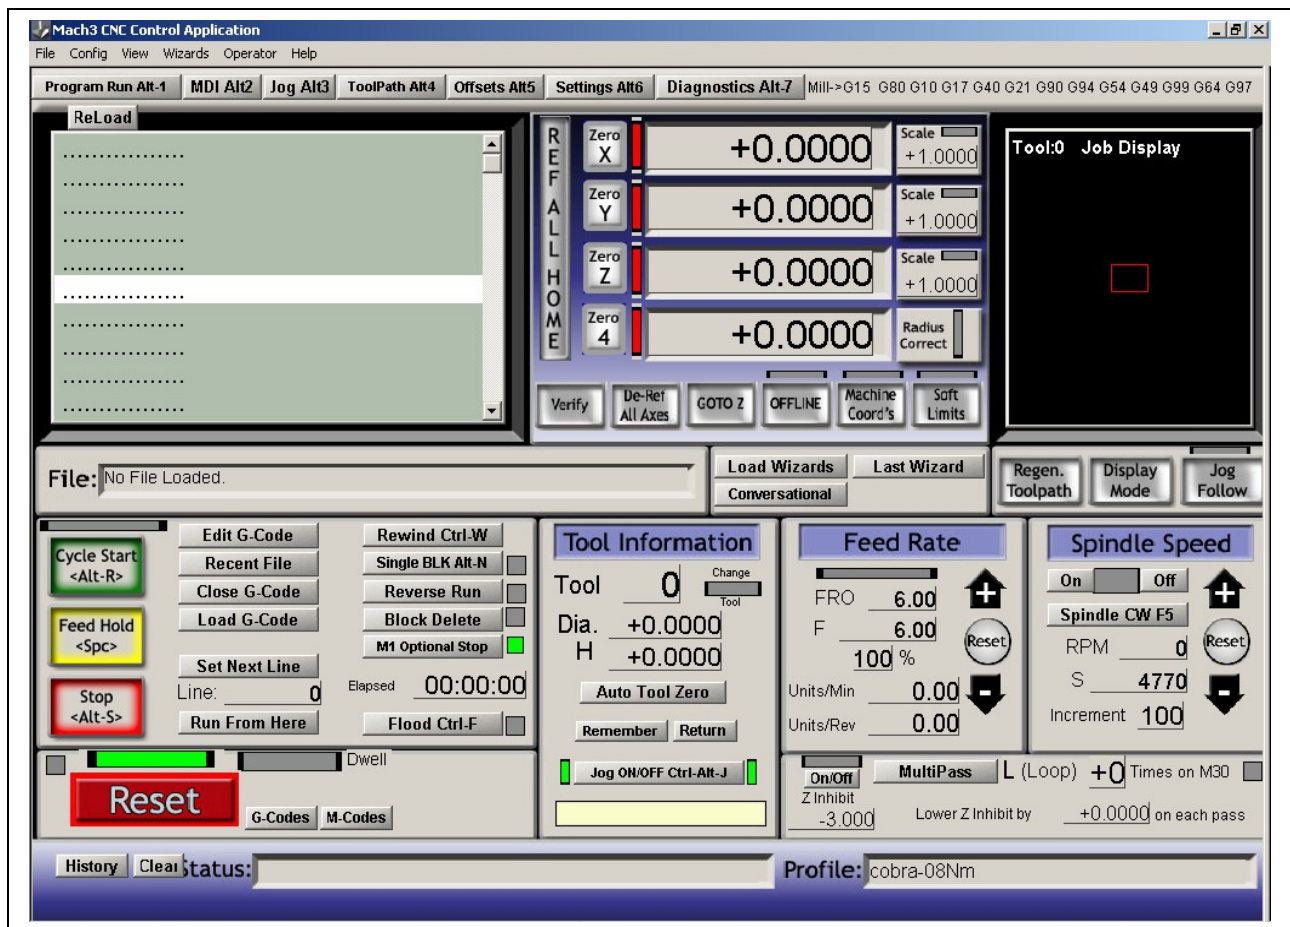 Mach3 CNC Control Application
File Config View Wizards Operator Help
Program Run Alt-1 MDI Alt2 Jog Alt3 ToolPath Alt4 Offsets Alt5 Settings Alt6 Diagnostics Alt-7 Mill->G15 G80 G10 G17 G40 G21 G90 G94 G54 G49 G99 G64 G97
ReLoad
................
................
................
................
................
................
................
................
................
................
REF ALL HOME
Zero X +0.0000 Scale +1.0000
Zero Y +0.0000 Scale +1.0000
Zero Z +0.0000 Scale +1.0000
Zero 4 +0.0000 Radius Correct
Verify De-Ref All Axes GOTO Z OFFLINE Machine Coord's Soft Limits
Tool:0 Job Display
File: No File Loaded.
Load Wizards Last Wizard
Conversational
Regen. Toolpath Display Mode Jog Follow
Cycle Start <Alt-R>
Feed Hold <Spc>
Stop <Alt-S>
Edit G-Code
Recent File
Close G-Code
Load G-Code
Set Next Line
Line: 0
Run From Here
Rewind Ctrl-W
Single BLK Alt-N
Reverse Run
Block Delete
M1 Optional Stop
Elapsed 00:00:00
Flood Ctrl-F
Dwell
Reset
G-Codes M-Codes
Tool Information
Tool 0 Change Tool
Dia. +0.0000
H +0.0000
Auto Tool Zero
Remember Return
Jog ON/OFF Ctrl-Alt-J
Feed Rate
FRO 6.00
F 6.00
100 %
Reset
Units/Min 0.00
Units/Rev 0.00
Spindle Speed
On Off
Spindle CW F5
RPM 0
Reset
S 4770
Increment 100
On/Off MultiPass L (Loop) +0 Times on M30
Z Inhibit
-3.000 Lower Z Inhibit by +0.0000 on each pass
History Clear Status:
Profile: cobra-08Nm